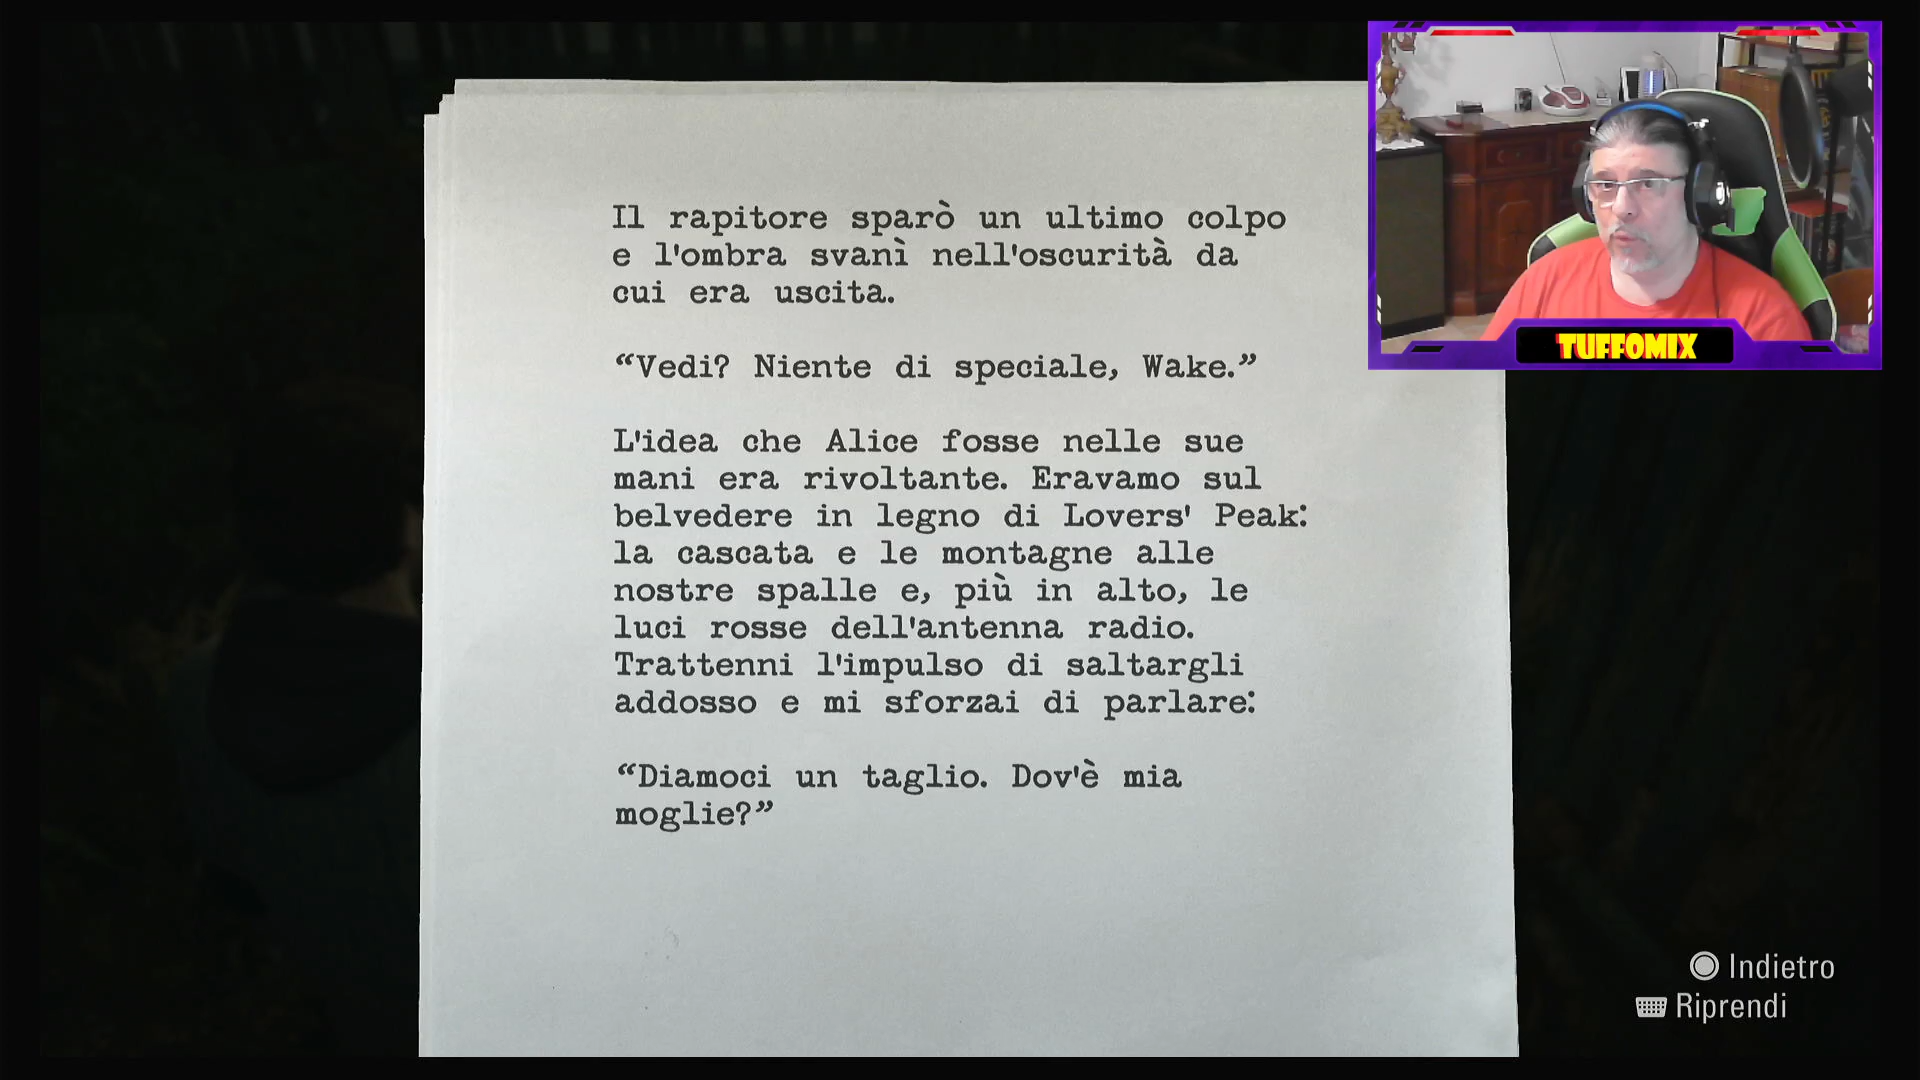 Il rapitore sparò un ultimo colpo
e l'ombra svanì nell'oscurità da
cui era uscita.
“Vedi? Niente di speciale, Wake.”
L'idea che Alice fosse nelle sue
mani era rivoltante. Eravamo sul
belvedere in legno di Lovers' Peak:
la cascata e le montagne alle
nostre spalle e, più in alto, le
luci rosse dell'antenna radio.
Trattenni l'impulso di saltargli
addosso e mi sforzai di parlare:
“Diamoci un taglio. Dov'è mia
moglie?”
TUFFOMIX
Indietro
Riprendi